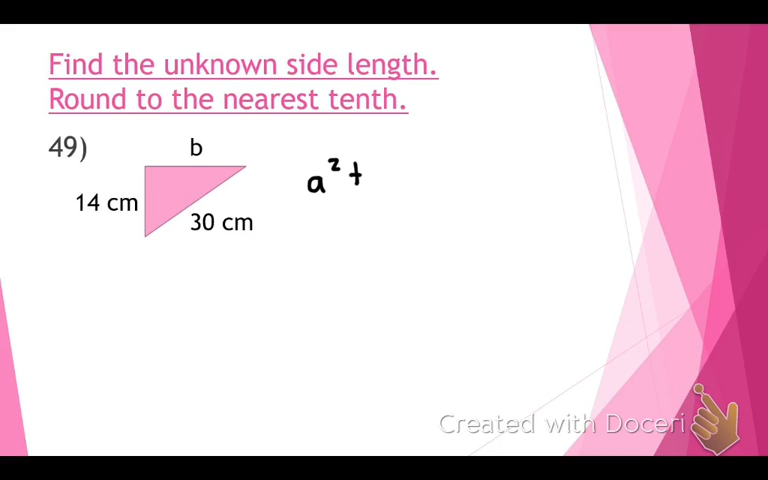 Find the unknown side length.
Round to the nearest tenth.
49)
b
14 cm
30 cm
a² +
Created with Doceri